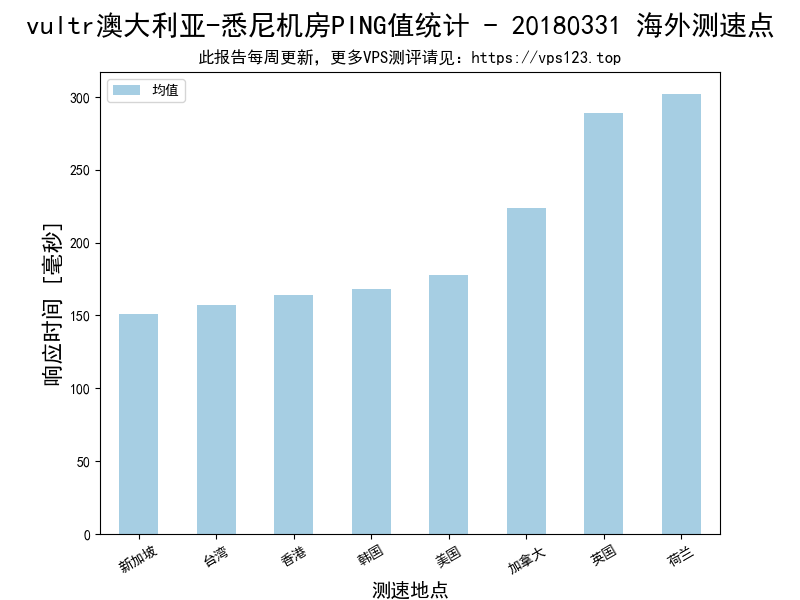 vultr澳大利亚-悉尼机房PING值统计 - 20180331 海外测速点
此报告每周更新，更多VPS测评请见：https://vps123.top
均值
响应时间 [毫秒]
300
250
200
150
100
50
0
新加坡 台湾 香港 韩国 美国 加拿大 英国 荷兰
测速地点